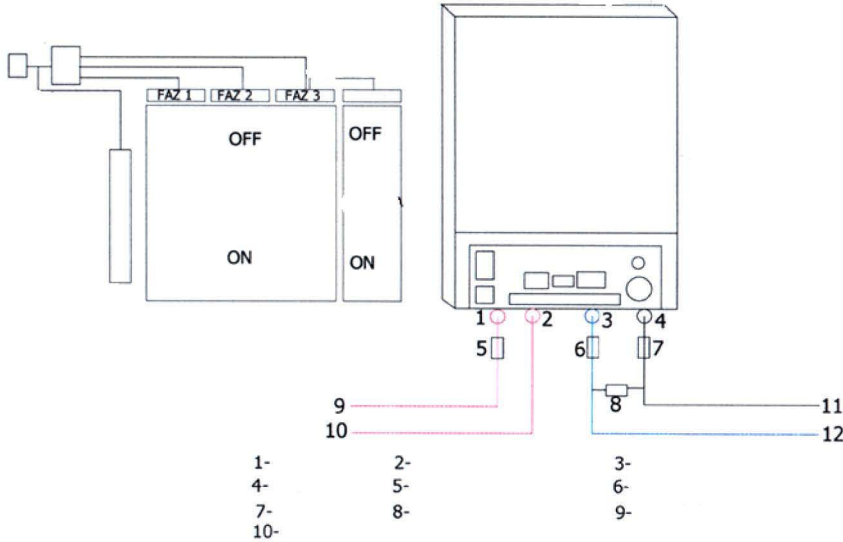 FAZ 1 FAZ 2 FAZ 3
OFF OFF
ON ON
1 2 3 4
5 6 7
8
9 11
10 12
1- 2- 3-
4- 5- 6-
7- 8- 9-
10-